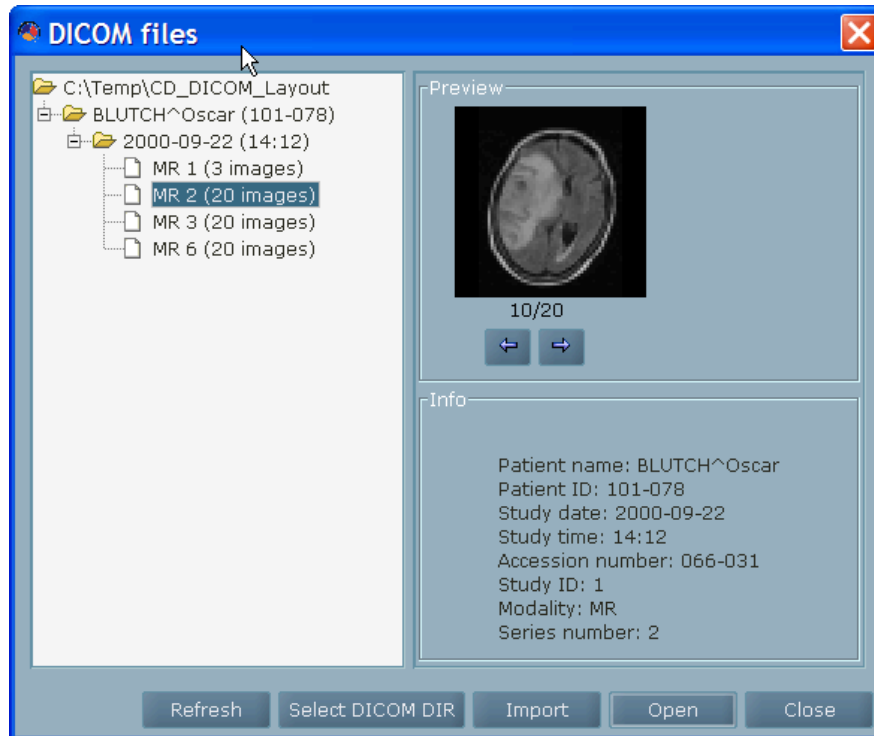 DICOM files
C:\Temp\CD_DICOM_Layout
BLUTCH^Oscar (101-078)
2000-09-22 (14:12)
MR 1 (3 images)
MR 2 (20 images)
MR 3 (20 images)
MR 6 (20 images)
Preview
10/20
Info
Patient name: BLUTCH^Oscar
Patient ID: 101-078
Study date: 2000-09-22
Study time: 14:12
Accession number: 066-031
Study ID: 1
Modality: MR
Series number: 2
Refresh
Select DICOM DIR
Import
Open
Close